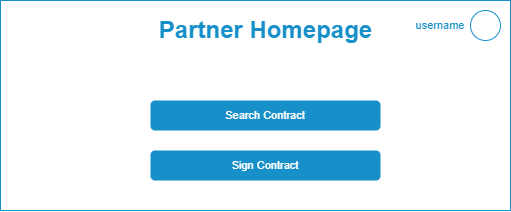 Partner Homepage
username
Search Contract
Sign Contract